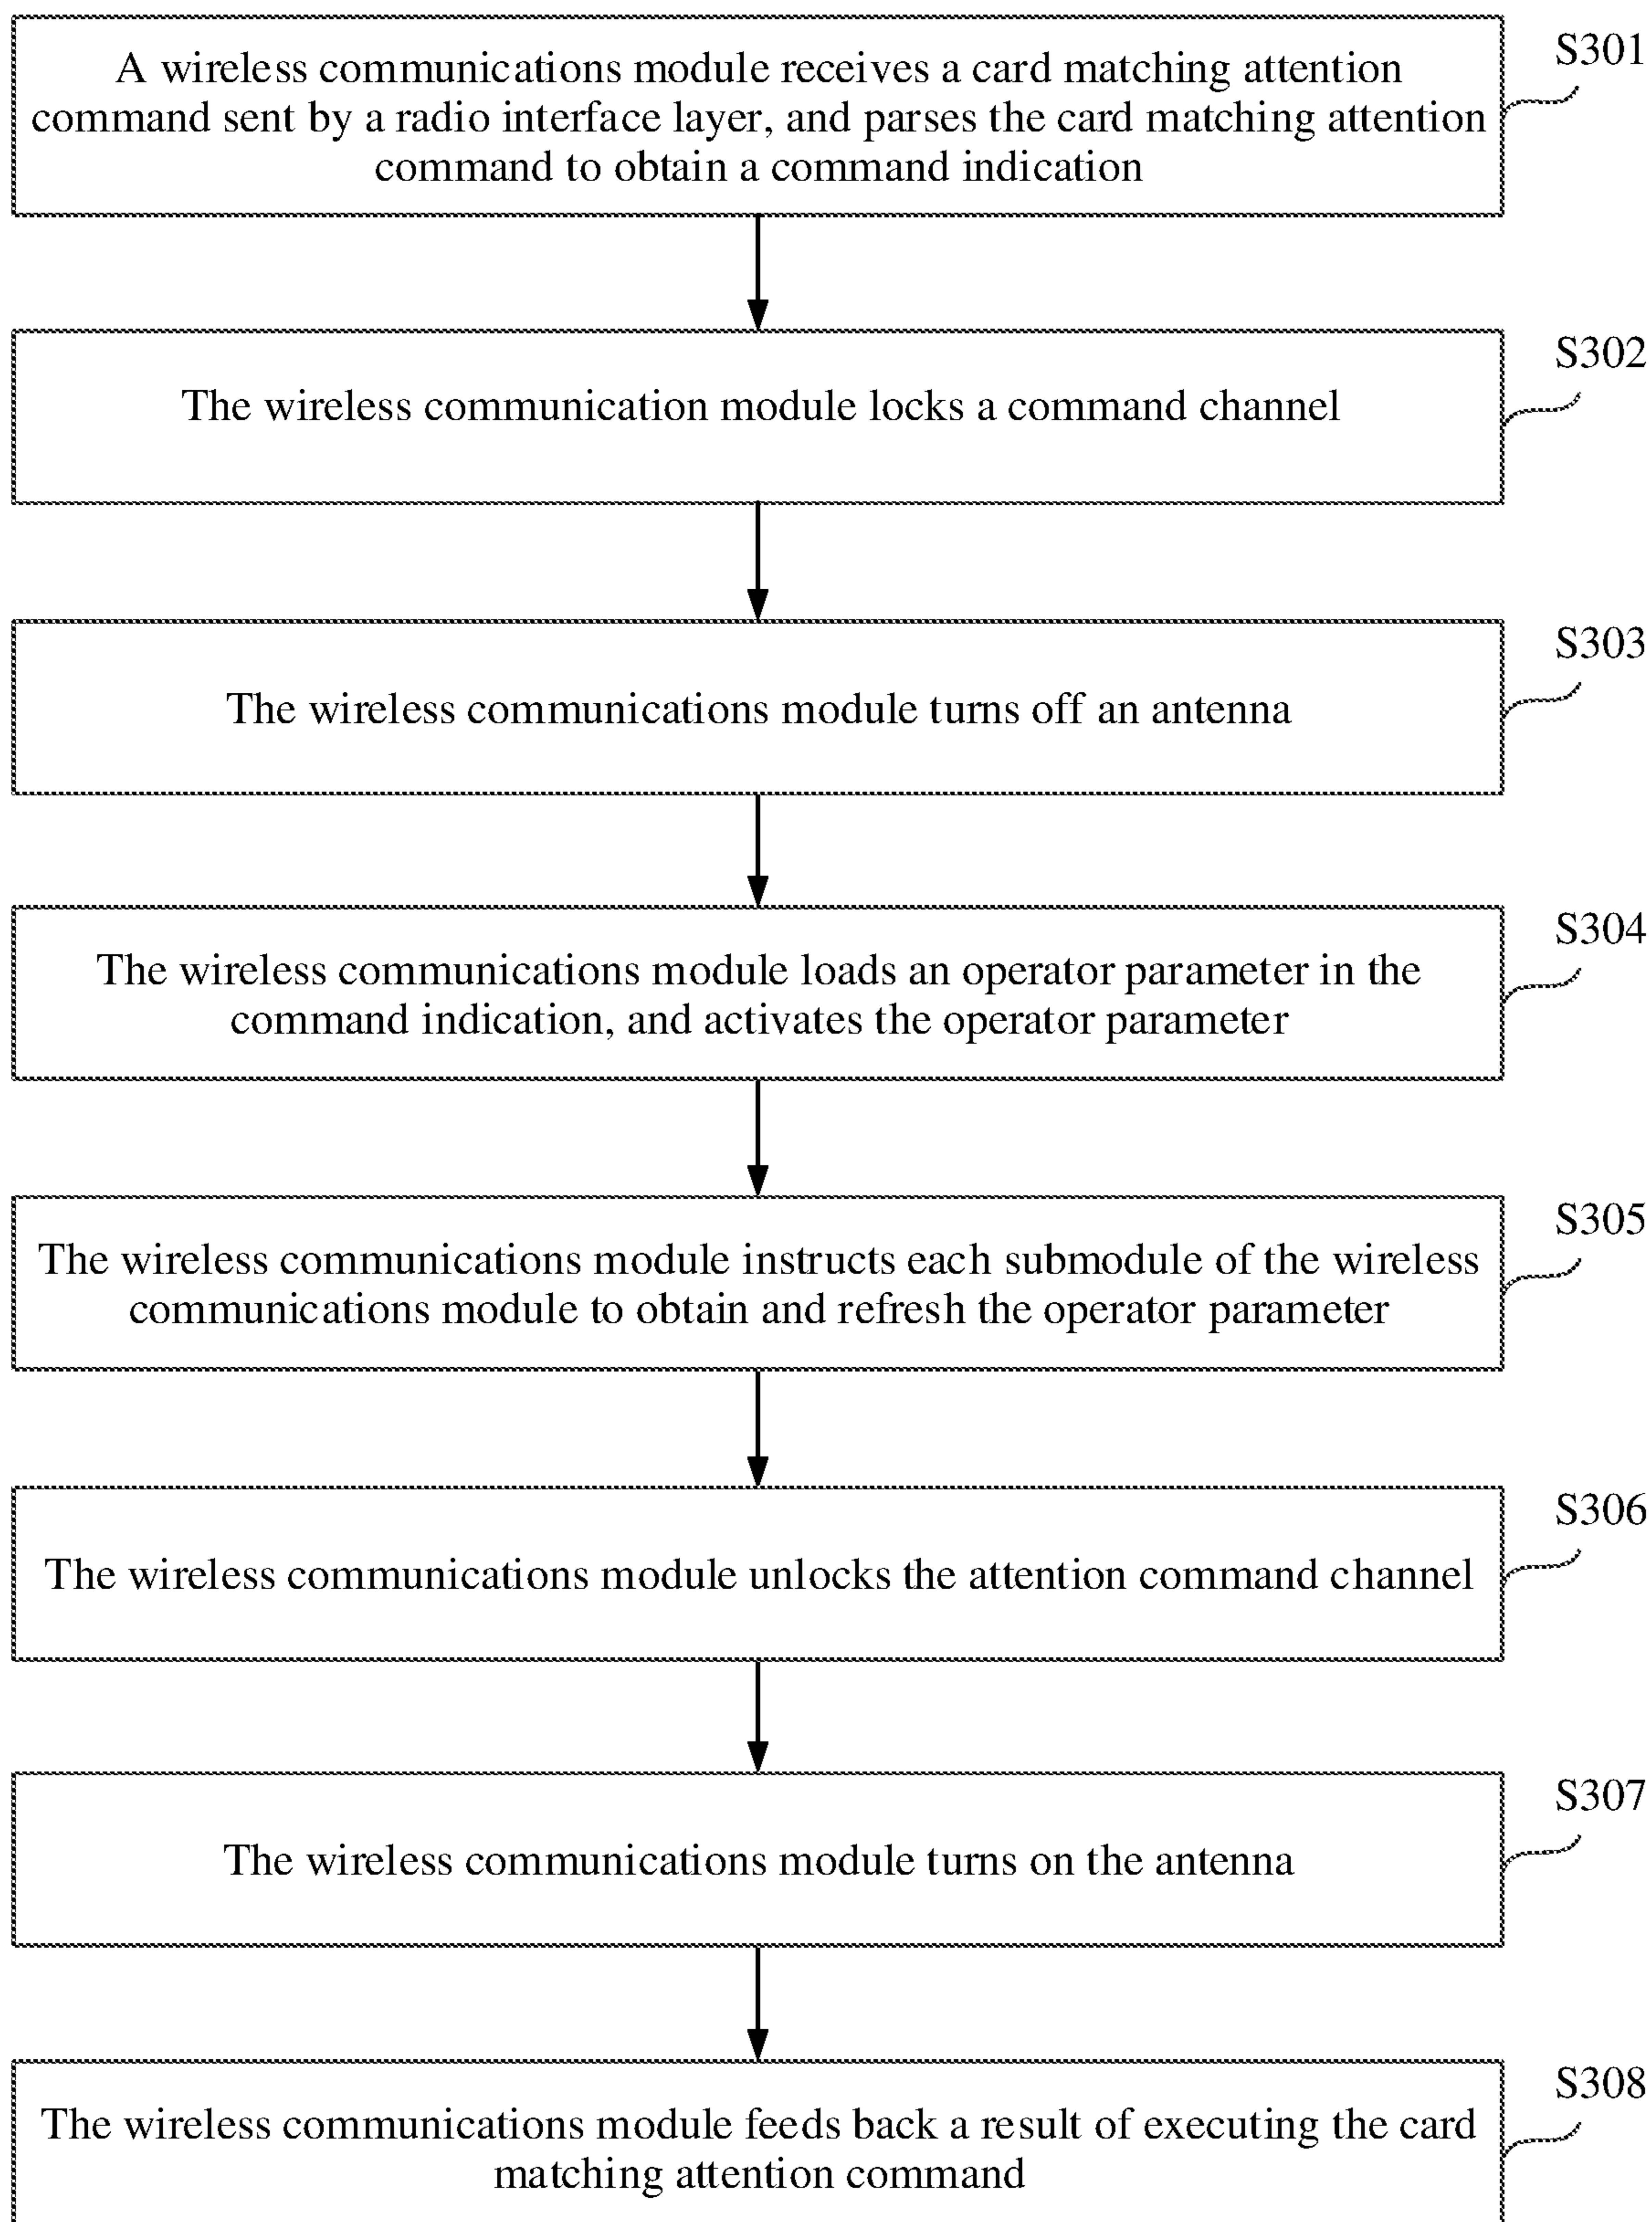 A wireless communications module receives a card matching attention
command sent by a radio interface layer, and parses the card matching attention
command to obtain a command indication
S301
The wireless communication module locks a command channel
S302
The wireless communications module turns off an antenna
S303
The wireless communications module loads an operator parameter in the
command indication, and activates the operator parameter
S304
The wireless communications module instructs each submodule of the wireless
communications module to obtain and refresh the operator parameter
S305
The wireless communications module unlocks the attention command channel
S306
The wireless communications module turns on the antenna
S307
The wireless communications module feeds back a result of executing the card
matching attention command
S308